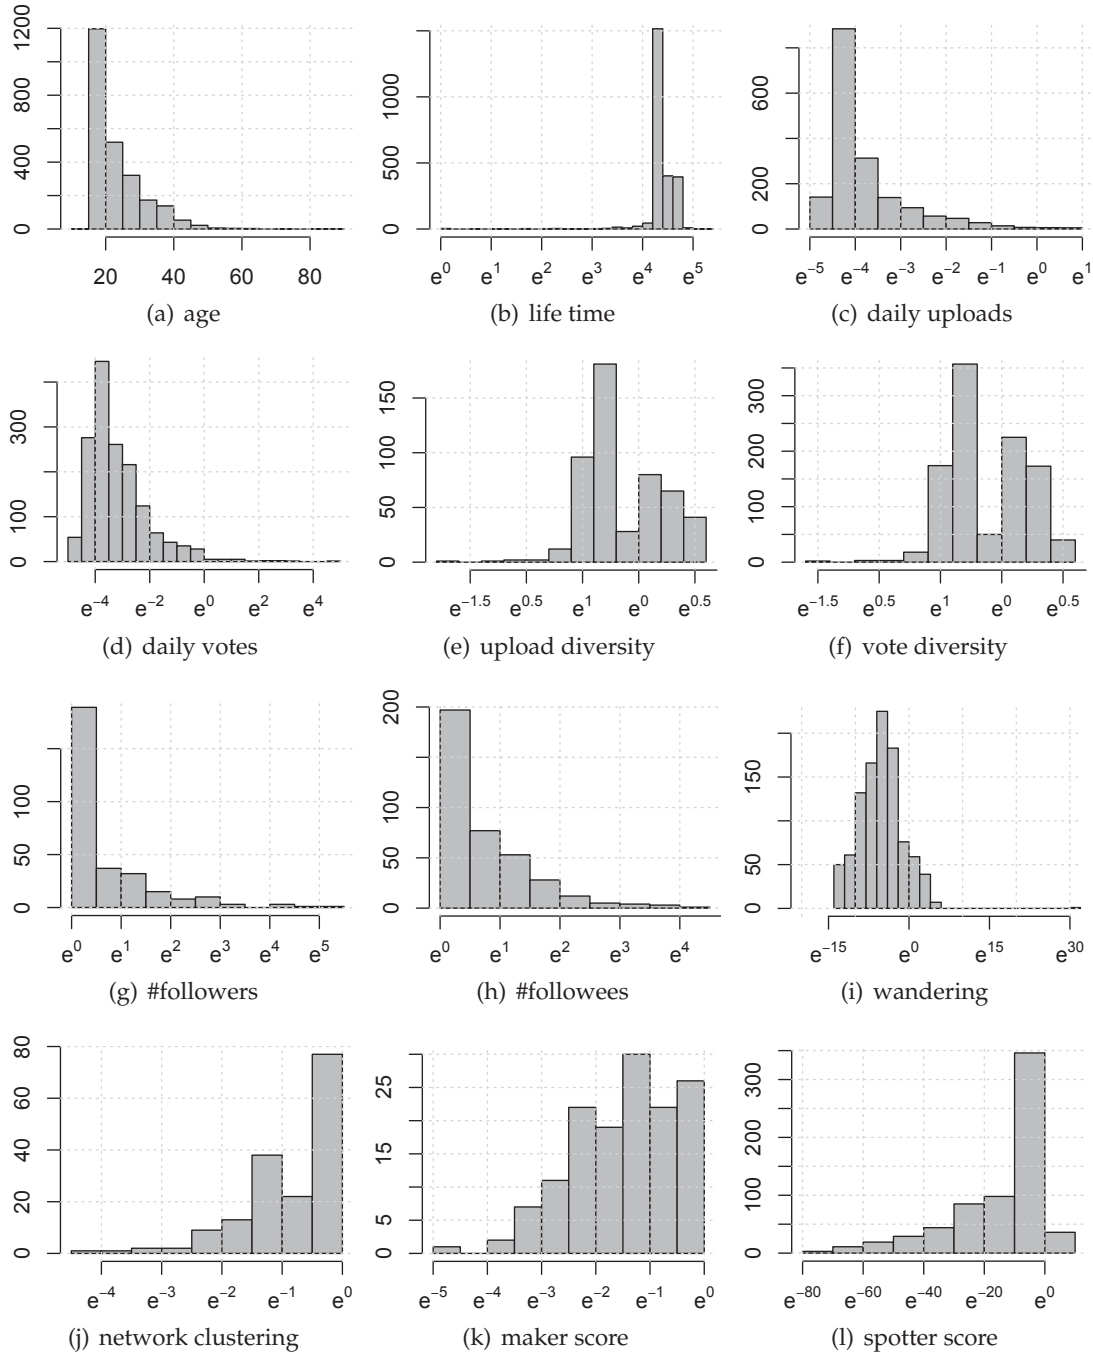 0 400 800 1200
20 40 60 80
(a) age
0 500 1000
e^0 e^1 e^2 e^3 e^4 e^5
(b) life time
0 200 600
e^−5 e^−4 e^−3 e^−2 e^−1 e^0 e^1
(c) daily uploads
0 100 300
e^−4 e^−2 e^0 e^2 e^4
(d) daily votes
0 50 100 150
e^−1.5 e^0.5 e^1 e^0 e^0.5
(e) upload diversity
0 100 200 300
e^−1.5 e^0.5 e^1 e^0 e^0.5
(f) vote diversity
0 50 100
e^0 e^1 e^2 e^3 e^4 e^5
(g) #followers
0 50 100 200
e^0 e^1 e^2 e^3 e^4
(h) #followees
0 50 150
e^−15 e^0 e^15 e^30
(i) wandering
0 20 40 60 80
e^−4 e^−3 e^−2 e^−1 e^0
(j) network clustering
0 5 15 25
e^−5 e^−4 e^−3 e^−2 e^−1 e^0
(k) maker score
0 100 200 300
e^−80 e^−60 e^−40 e^−20 e^0
(l) spotter score